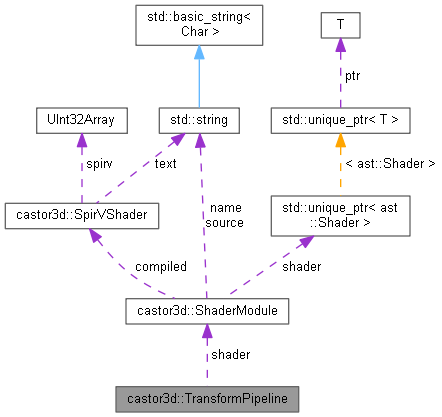 std::basic_string<
Char >
T
ptr
UInt32Array
std::string
std::unique_ptr< T >
spirv
text
< ast::Shader >
castor3d::SpirVShader
name
source
std::unique_ptr< ast
::Shader >
compiled
shader
castor3d::ShaderModule
shader
castor3d::TransformPipeline